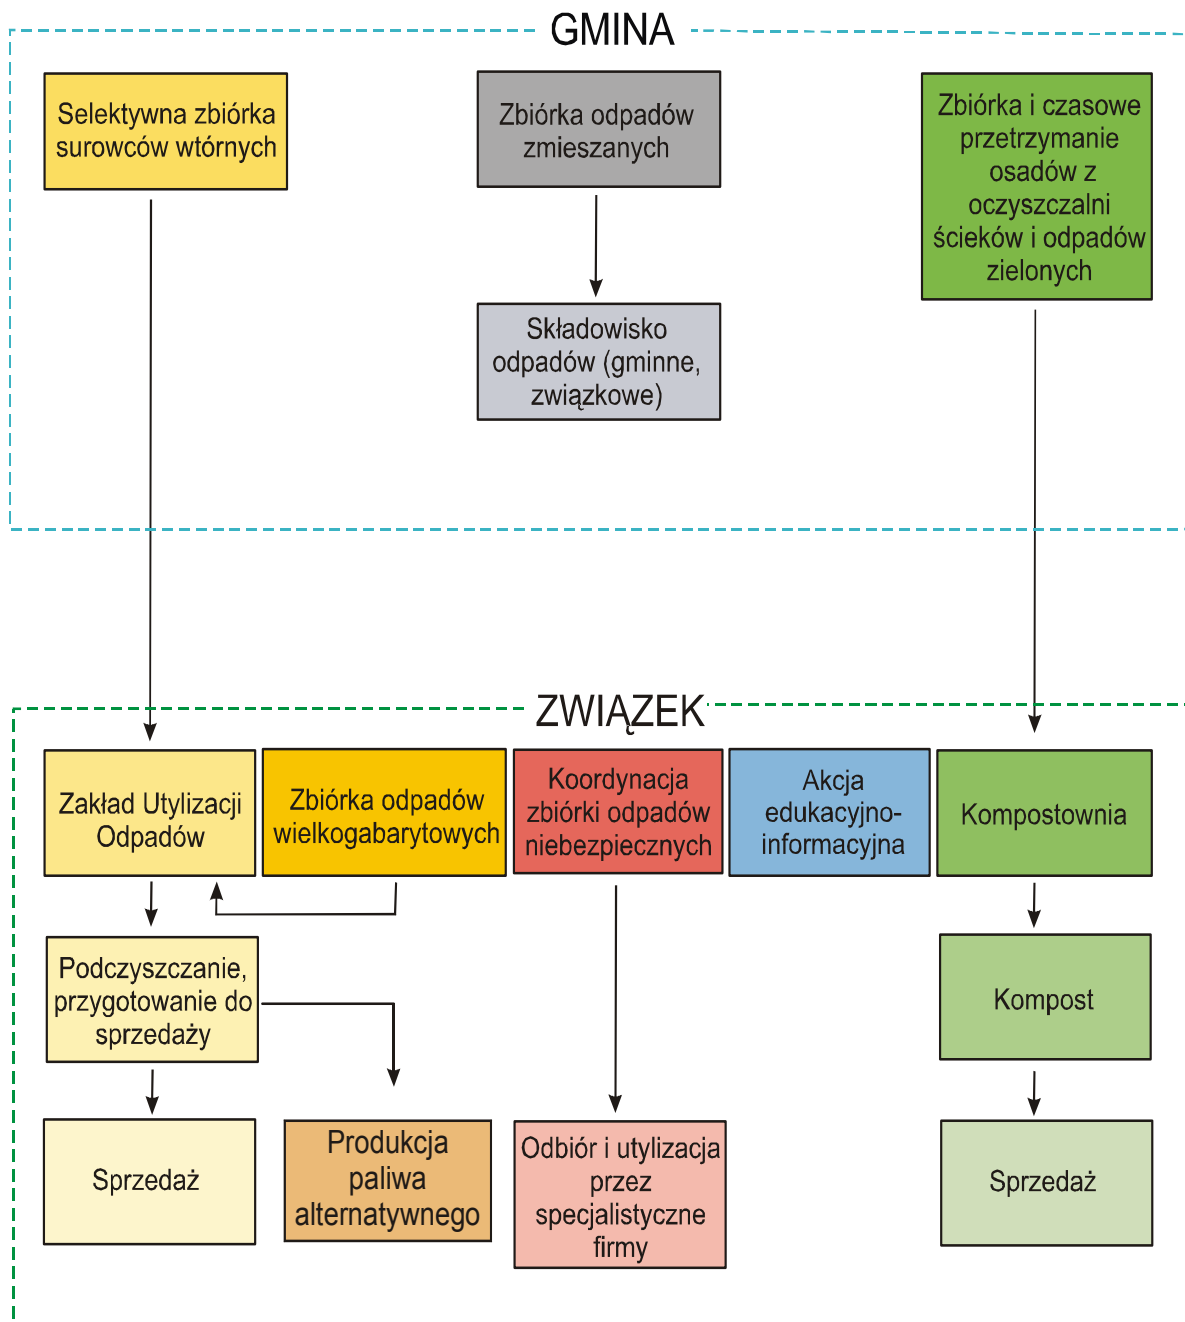 GMINA
Selektywna zbiórka
surowców wtórnych
Zbiórka odpadów
zmieszanych
Zbiórka i czasowe
przetrzymanie
osadów z
oczyszczalni
ścieków i odpadów
zielonych
Składowisko
odpadów (gminne,
związkowe)
ZWIĄZEK
Zakład Utylizacji
Odpadów
Zbiórka odpadów
wielkogabarytowych
Koordynacja
zbiórki odpadów
niebezpiecznych
Akcja
edukacyjno-
informacyjna
Kompostownia
Podczyszczanie,
przygotowanie do
sprzedaży
Kompost
Sprzedaż
Produkcja
paliwa
alternatywnego
Odbiór i utylizacja
przez
specjalistyczne
firmy
Sprzedaż